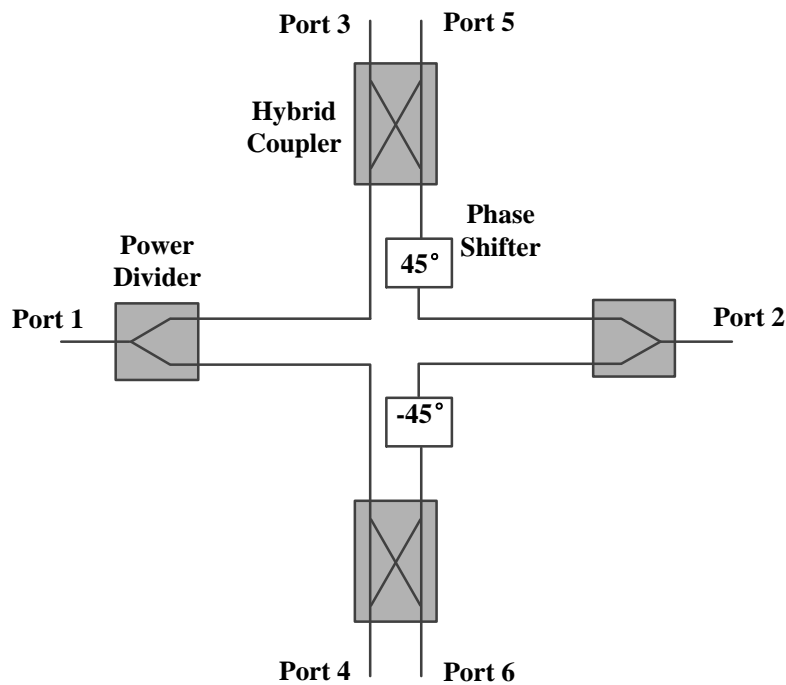 Port 3
Port 5
Hybrid
Coupler
Phase
Shifter
Power
Divider
45°
Port 1
Port 2
-45°
Port 4
Port 6